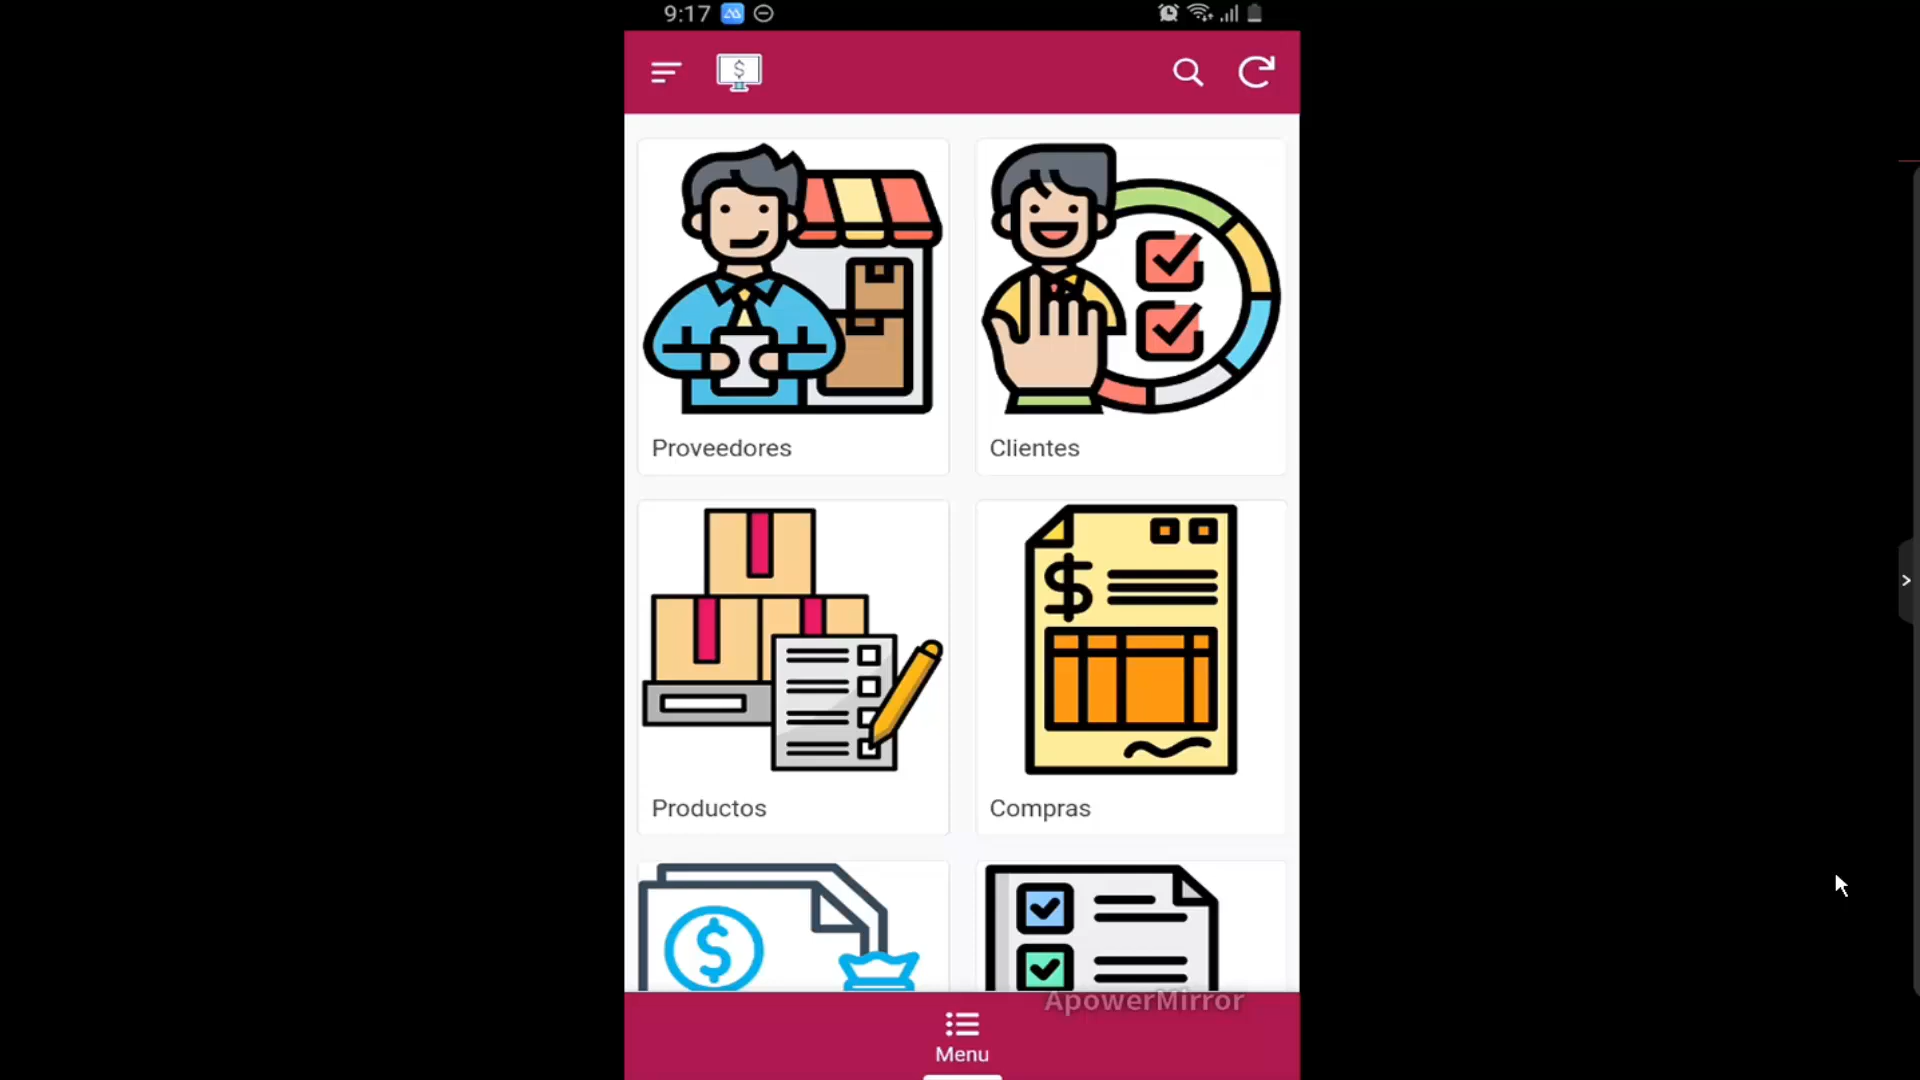 9:17
$
Proveedores
Clientes
$
Productos
Compras
$
ApowerMirror
Menu